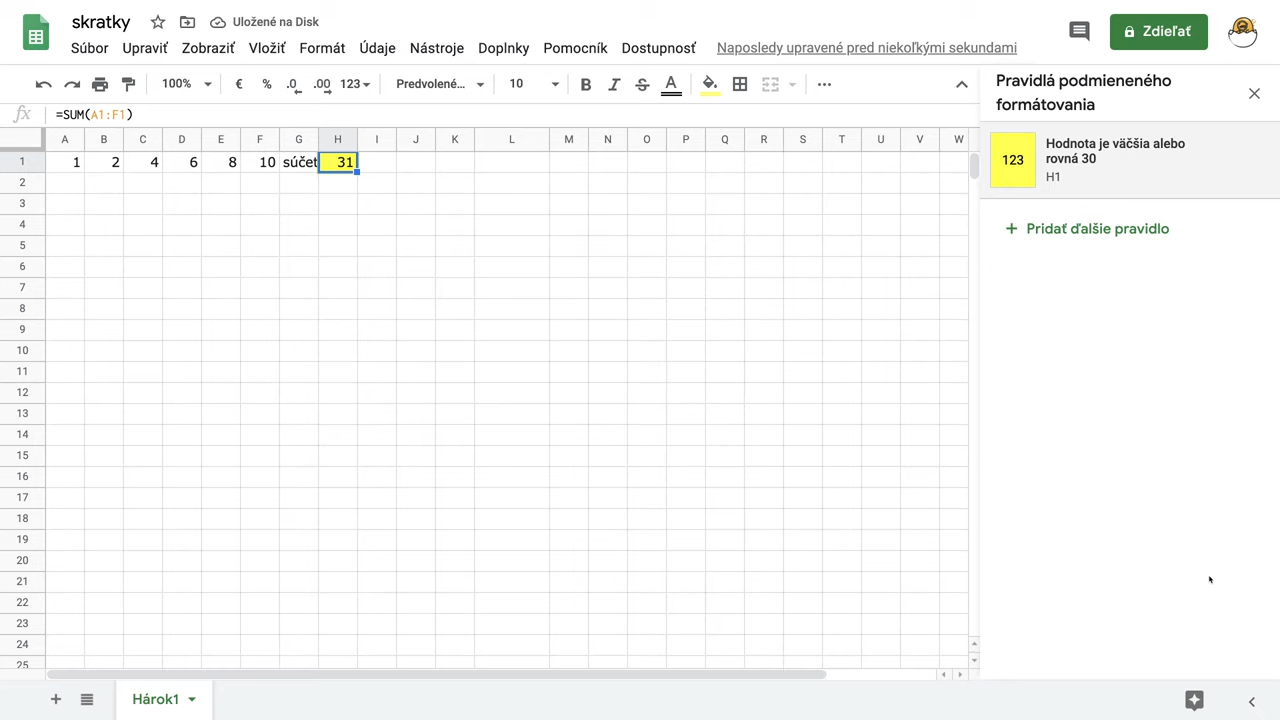 skratky Uložené na Disk
Súbor Upraviť Zobraziť Vložiť Formát Údaje Nástroje Doplnky Pomocník Dostupnosť Naposledy upravené pred niekoľkými sekundami
Zdieľať
100% € % .0 .00 123 Predvolené... 10 B I S A
fx =SUM(A1:F1)
Pravidlá podmieneného
formátovania
A B C D E F G H I J K L M N O P Q R S T U V W
1 1 2 4 6 8 10 súčet 31
2
3
4
5
6
7
8
9
10
11
12
13
14
15
16
17
18
19
20
21
22
23
24
25
123
Hodnota je väčšia alebo
rovná 30
H1
+ Pridať ďalšie pravidlo
+ Hárok1